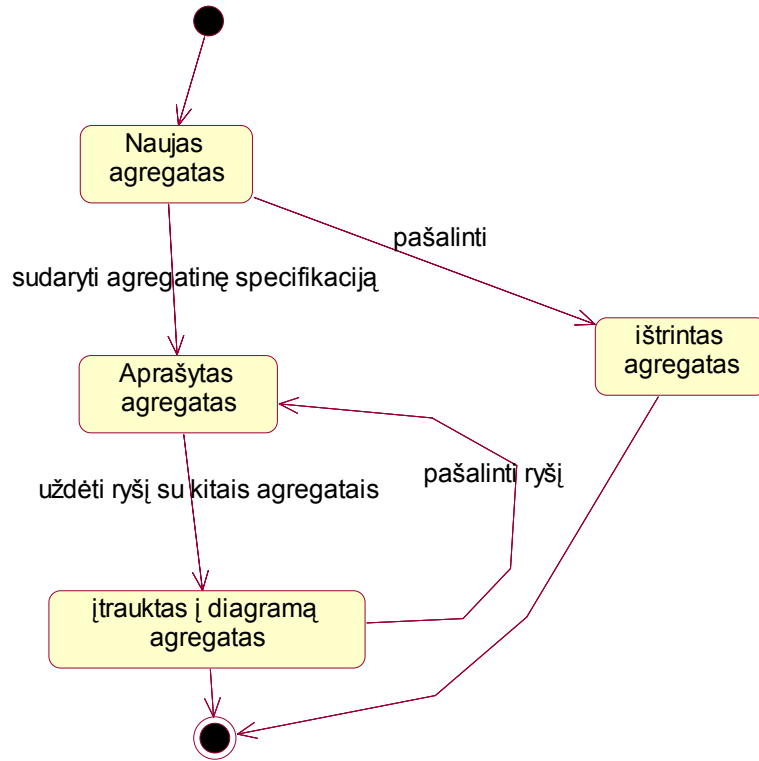 Naujas
agregatas
pašalinti
sudaryti agregatinę specifikaciją
ištrintas
agregatas
Aprašytas
agregatas
pašalinti ryšį
uždėti ryšį su kitais agregatais
įtrauktas į diagramą
agregatas